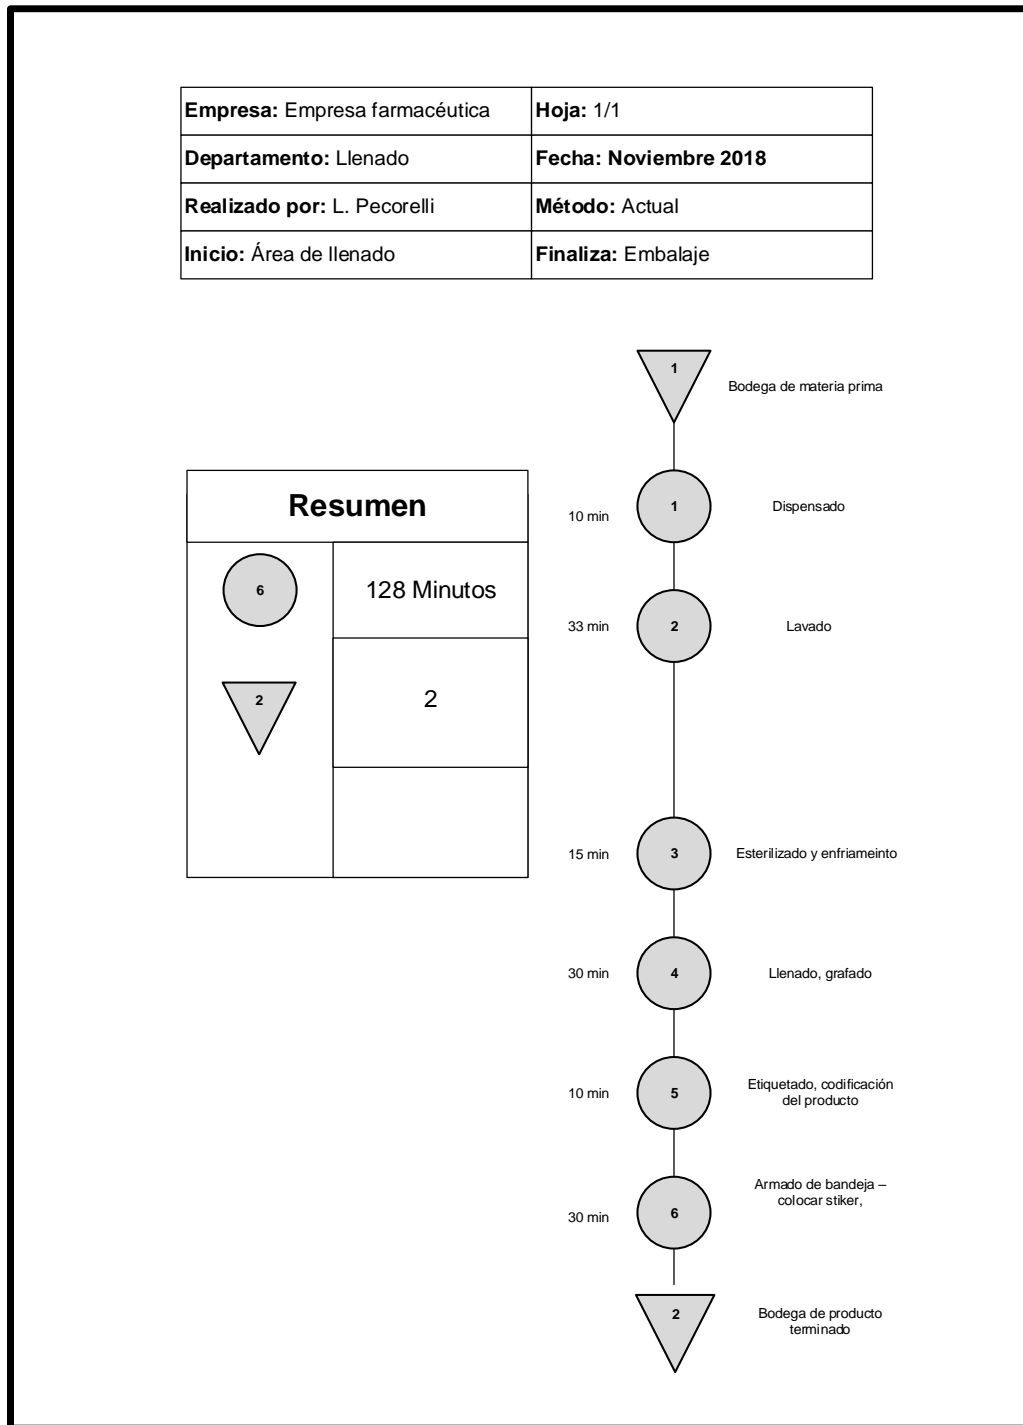 Empresa: Empresa farmacéutica
Hoja: 1/1
Departamento: Llenado
Fecha: Noviembre 2018
Realizado por: L. Pecorelli
Método: Actual
Inicio: Área de llenado
Finaliza: Embalaje
1
Bodega de materia prima
Resumen
6
128 Minutos
2
2
10 min
1
Dispensado
33 min
2
Lavado
15 min
3
Esterilizado y enfriameinto
30 min
4
Llenado, grafado
10 min
5
Etiquetado, codificación
del producto
30 min
6
Armado de bandeja –
colocar stiker,
2
Bodega de producto
terminado